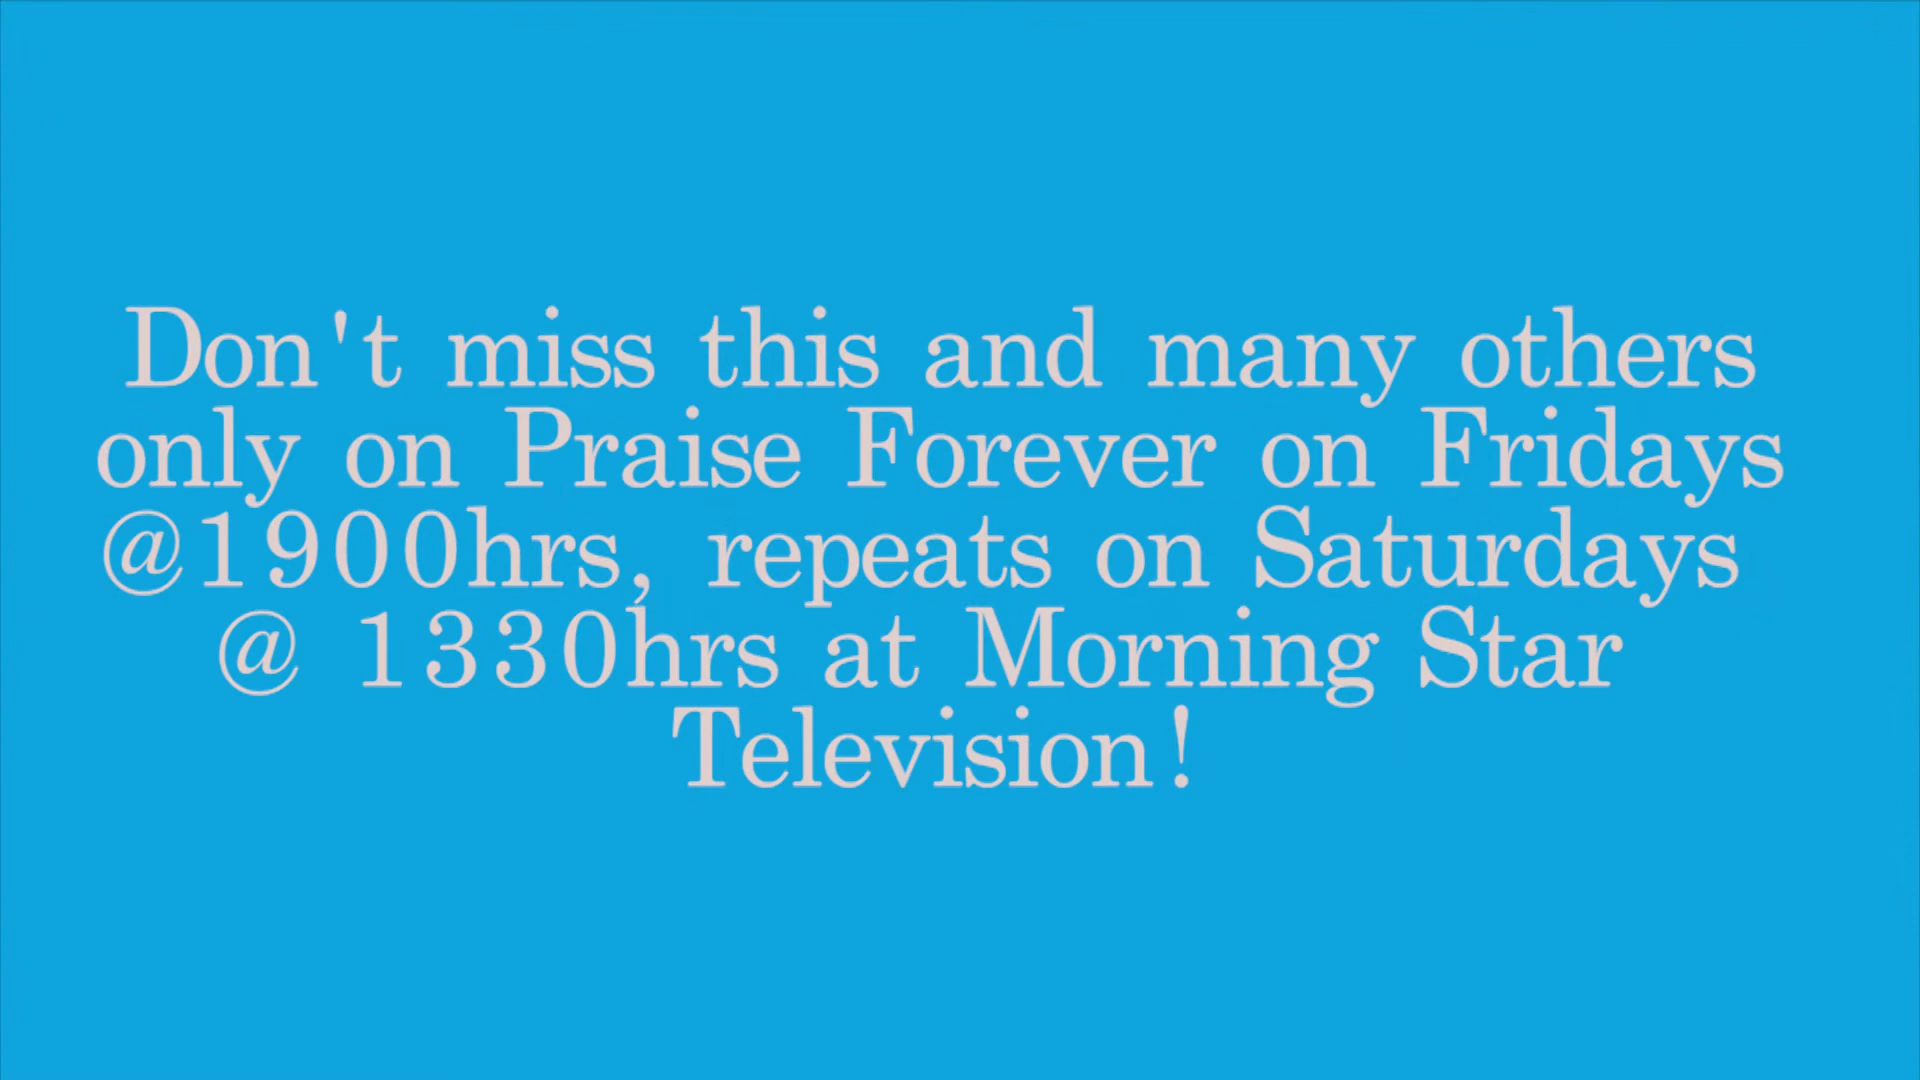 Don't miss this and many others
only on Praise Forever on Fridays
@1900hrs, repeats on Saturdays
@ 1330hrs at Morning Star
Television!